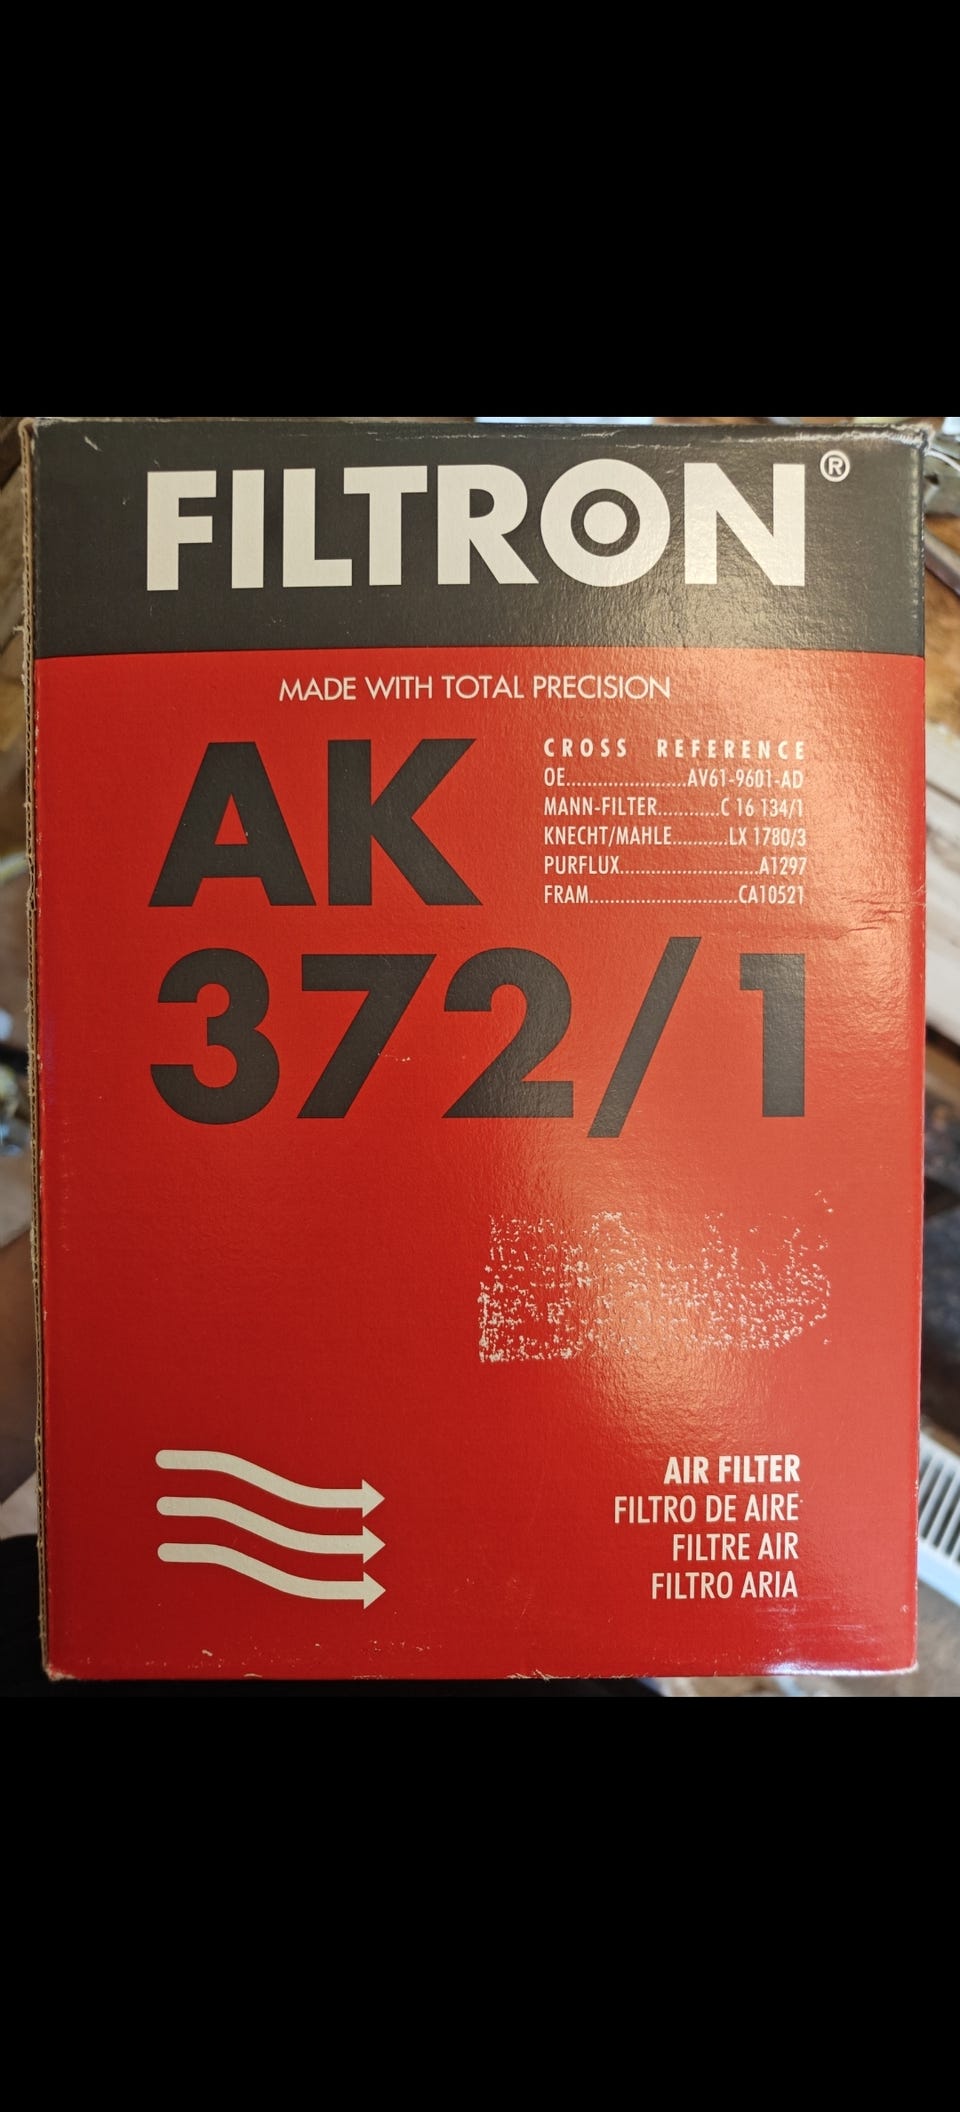 FILTRON®
MADE WITH TOTAL PRECISION
AK
372/1
CROSS REFERENCE
OE.......................AV61-9601-AD
MANN-FILTER............C 16 134/1
KNECHT/MAHLE...........LX 1780/3
PURFLUX...........................A1297
FRAM............................CA10521
AIR FILTER
FILTRO DE AIRE
FILTRE AIR
FILTRO ARIA